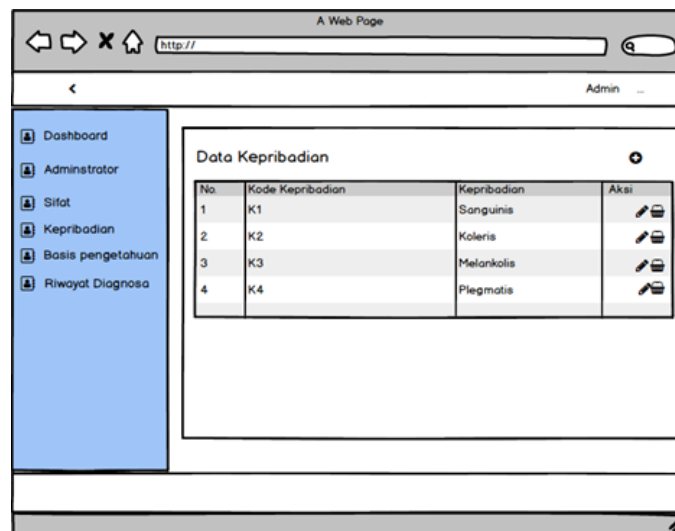 A Web Page
http://
Admin ...
Dashboard
Adminstrator
Sifat
Kepribadian
Basis pengetahuan
Riwayat Diagnosa
Data Kepribadian
No. Kode Kepribadian Kepribadian Aksi
1 K1 Sanguinis
2 K2 Koleris
3 K3 Melankolis
4 K4 Plegmatis